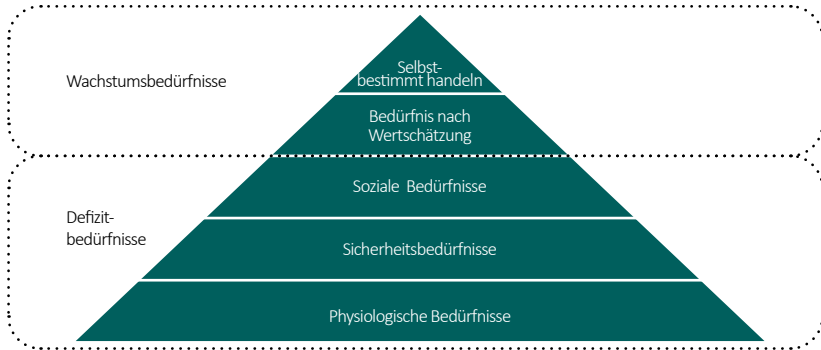 Wachstumsbedürfnisse
Selbst-
bestimmt handeln
Bedürfnis nach
Wertschätzung
Defizit-
bedürfnisse
Soziale Bedürfnisse
Sicherheitsbedürfnisse
Physiologische Bedürfnisse